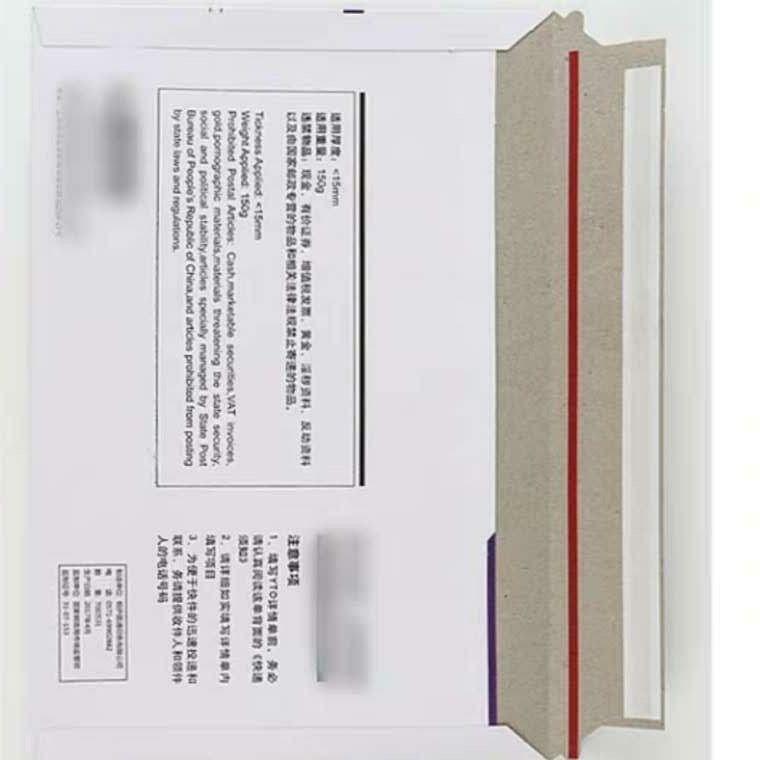 适用厚度：<15mm
适用重量：150g
违禁物品：现金、有价证券、增值税发票、黄金、淫秽资料、反动资料
以及由国家邮政专营的物品和相关法律法规禁止寄递的物品。
Tickness Applied: <15mm
Weight Applied: 150g
Prohibited Postal Articles: Cash,marketable securities,VAT invoices,
gold,pornographic materials,materials threatening the state security,
social and political stability,articles specially managed by State Post
Bureau of People's Republic of China,and articles prohibited from posting
by state laws and regulations.
注意事项
1、填写YTO详情单前，务必
请认真阅读该单背面的《快递
须知》
2、请详细如实填写详情单内
填写项目
3、为便于快件的迅速投递和
联系，务请提供收件人和领件
人的电话号码